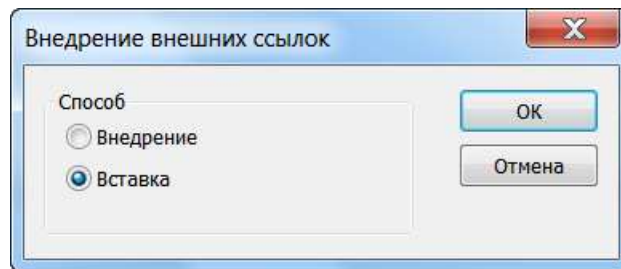 Внедрение внешних ссылок
Способ
Внедрение
Вставка
ОК
Отмена